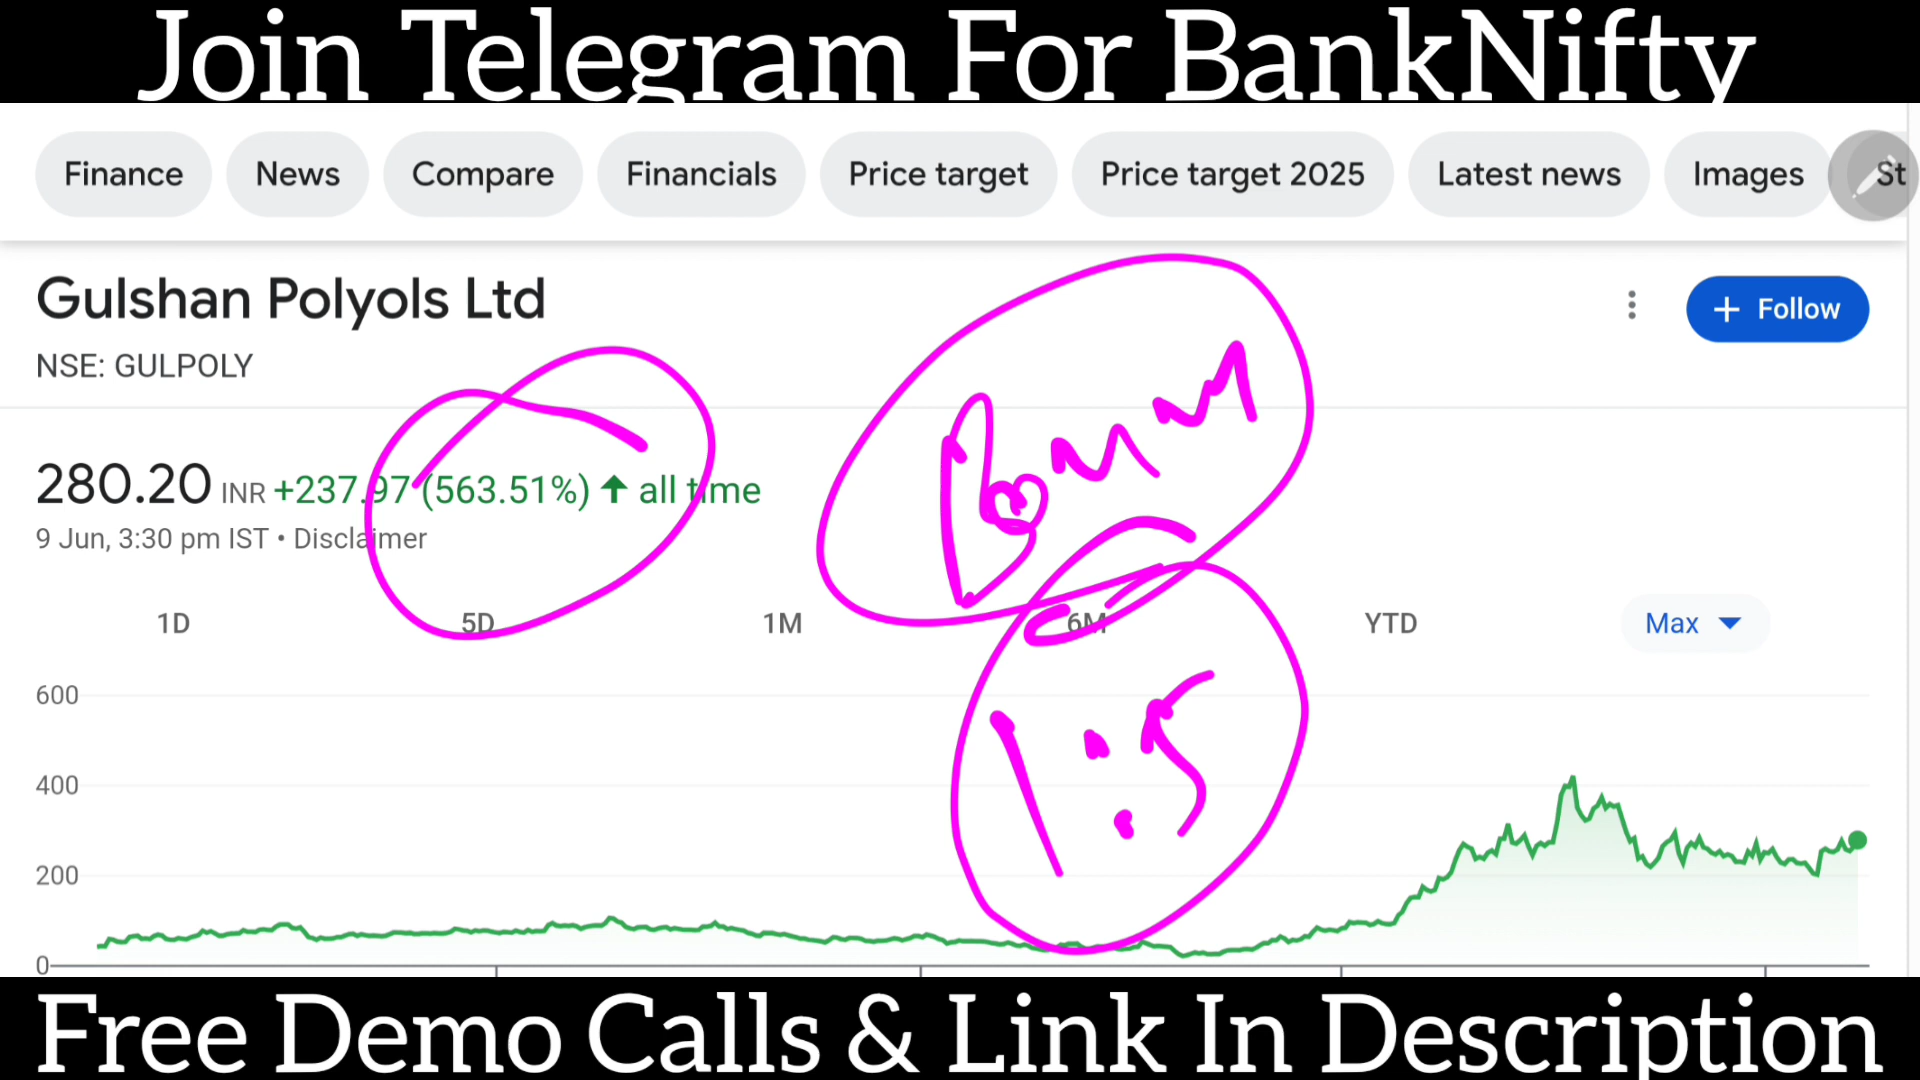 Join Telegram For BankNifty
Finance News Compare Financials Price target Price target 2025 Latest news Images St
Gulshan Polyols Ltd
+ Follow
NSE: GULPOLY
280.20 INR +237.97 (563.51%) ↑ all time
9 Jun, 3:30 pm IST • Disclaimer
1D 5D 1M 6M YTD Max
600
400
200
0
1:5
Free Demo Calls & Link In Description